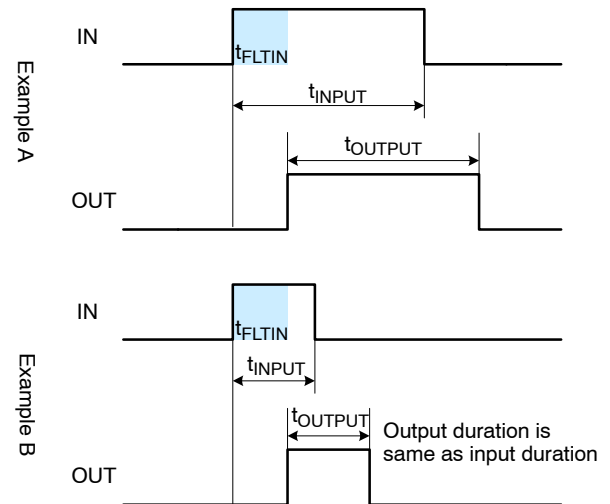 Example A
IN
tFLTIN
tINPUT
tOUTPUT
OUT
Example B
IN
tFLTIN
tINPUT
tOUTPUT
Output duration is
same as input duration
OUT